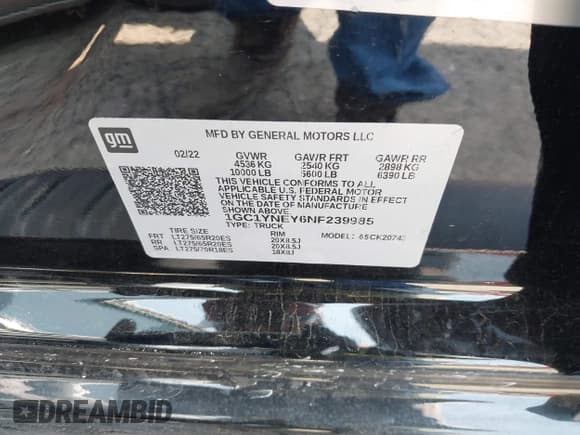 gm
MFD BY GENERAL MOTORS LLC
02/22 GVWR GAWR FRT GAWR RR
4536 KG 2540 KG 2898 KG
10000 LB 5600 LB 6390 LB
THIS VEHICLE CONFORMS TO ALL
APPLICABLE U.S. FEDERAL MOTOR
VEHICLE SAFETY STANDARDS IN EFFECT
ON THE DATE OF MANUFACTURE
SHOWN ABOVE.
1GC1YNEY6NF239985
TYPE: TRUCK MODEL:
TIRE SIZE RIM
FRT LT275/65R20ES 20X8.5J
RR LT275/65R20ES 20X8.5J
SPA LT275/70R18ES 18X8J
DREAMBID